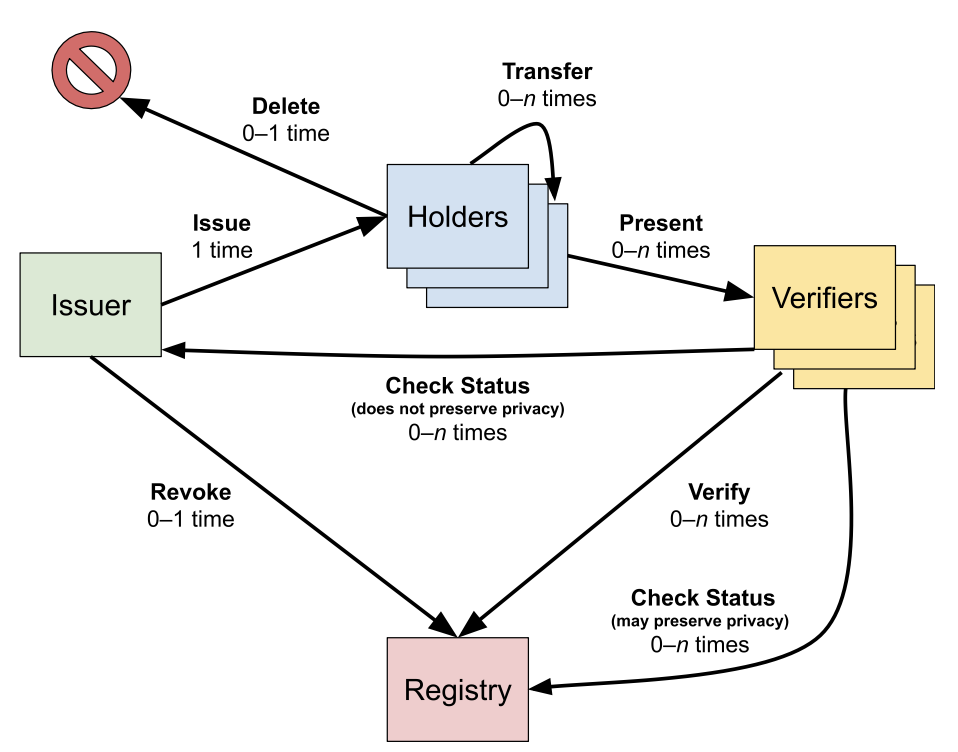 Transfer
0–n times
Delete
0–1 time
Holders
Issue
1 time
Present
0–n times
Issuer
Verifiers
Check Status
(does not preserve privacy)
0–n times
Revoke
0–1 time
Verify
0–n times
Check Status
(may preserve privacy)
0–n times
Registry